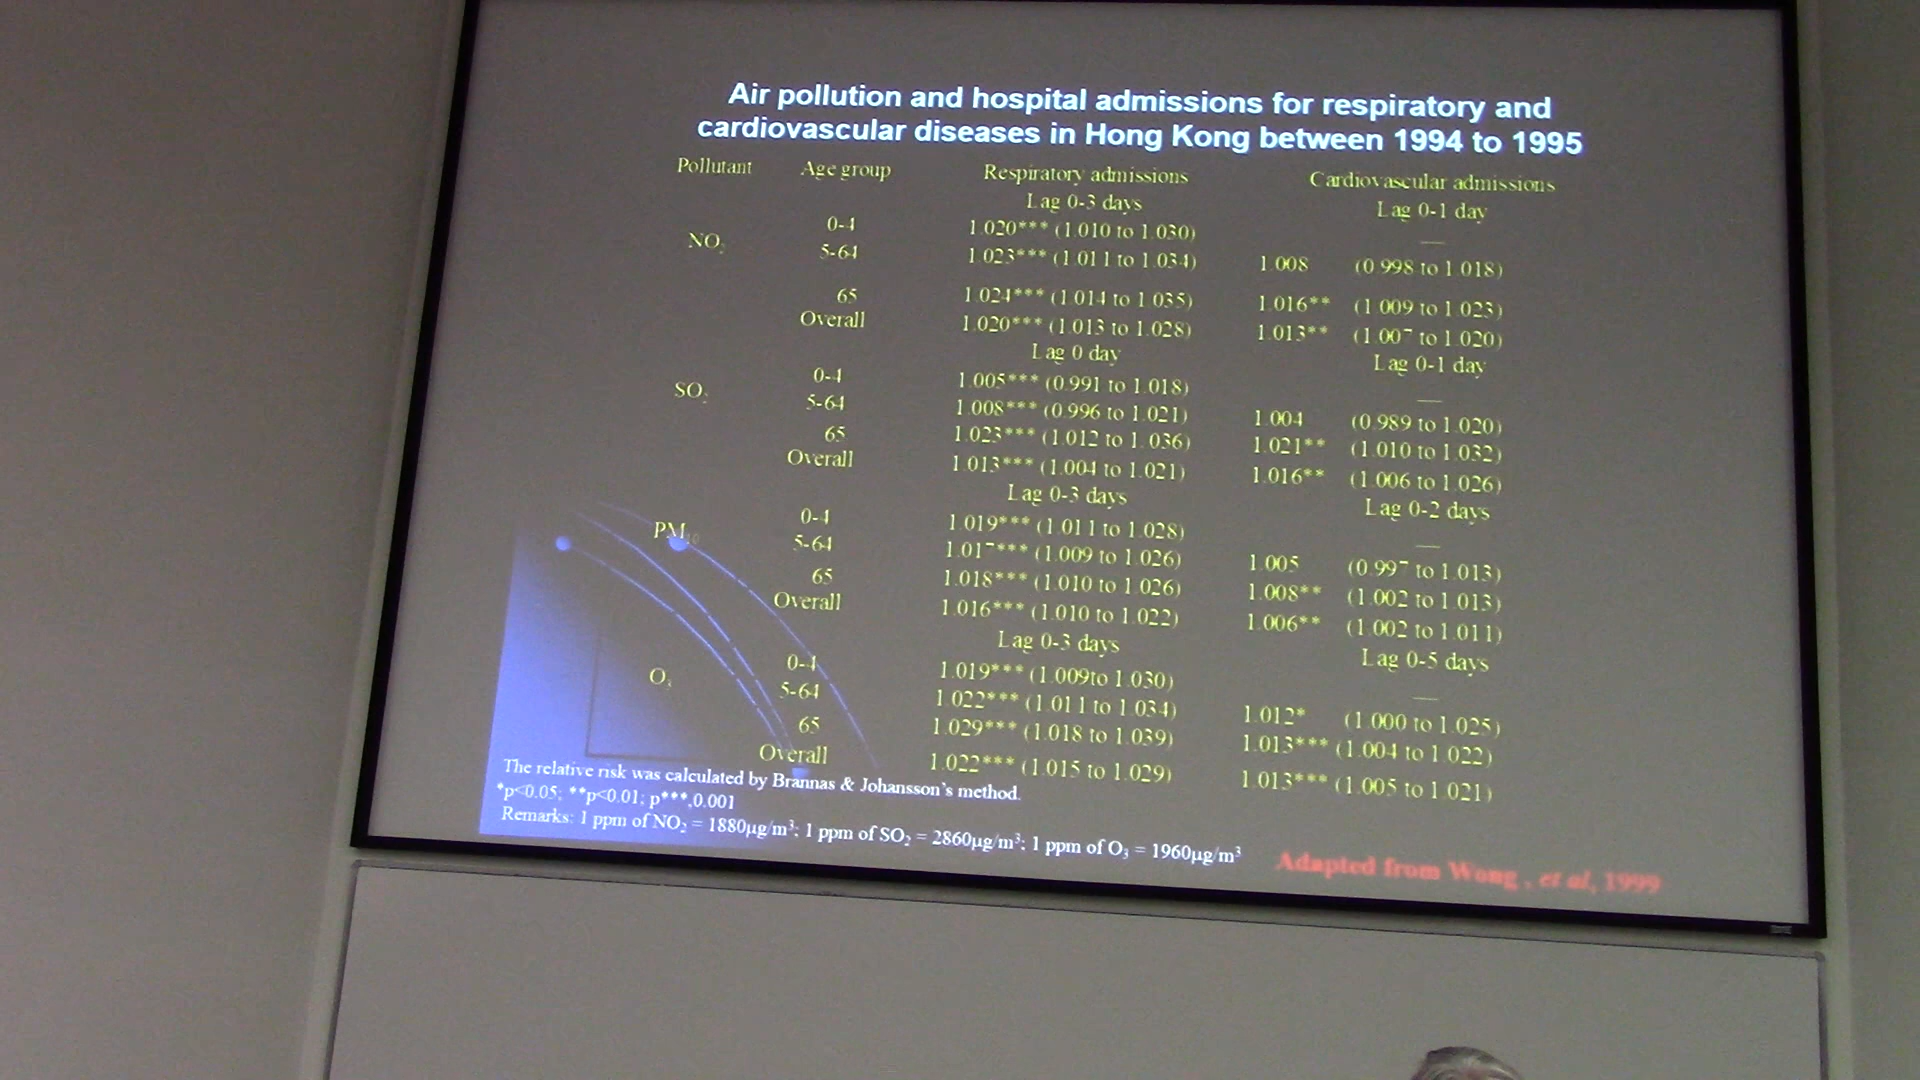 Air pollution and hospital admissions for respiratory and
cardiovascular diseases in Hong Kong between 1994 to 1995
Pollutant Age group Respiratory admissions Cardiovascular admissions
Lag 0-3 days Lag 0-1 day
NO₂ 0-4 1.020*** (1.010 to 1.030) —
5-64 1.023*** (1.011 to 1.034) 1.008 (0.998 to 1.018)
65 1.024*** (1.014 to 1.035) 1.016** (1.009 to 1.023)
Overall 1.020*** (1.013 to 1.028) 1.013** (1.007 to 1.020)
Lag 0 day Lag 0-1 day
SO₂ 0-4 1.005*** (0.991 to 1.018) —
5-64 1.008*** (0.996 to 1.021) 1.004 (0.989 to 1.020)
65 1.023*** (1.012 to 1.036) 1.021** (1.010 to 1.032)
Overall 1.013*** (1.004 to 1.021) 1.016** (1.006 to 1.026)
Lag 0-3 days Lag 0-2 days
PM₁₀ 0-4 1.019*** (1.011 to 1.028) —
5-64 1.017*** (1.009 to 1.026) 1.005 (0.997 to 1.013)
65 1.018*** (1.010 to 1.026) 1.008** (1.002 to 1.013)
Overall 1.016*** (1.010 to 1.022) 1.006** (1.002 to 1.011)
Lag 0-3 days Lag 0-5 days
O₃ 0-4 1.019*** (1.009to 1.030) —
5-64 1.022*** (1.011 to 1.034) 1.012* (1.000 to 1.025)
65 1.029*** (1.018 to 1.039) 1.013*** (1.004 to 1.022)
Overall 1.022*** (1.015 to 1.029) 1.013*** (1.005 to 1.021)
The relative risk was calculated by Brannas & Johansson's method.
*p<0.05; **p<0.01; p***,0.001
Remarks: 1 ppm of NO₂ = 1880µg/m³; 1 ppm of SO₂ = 2860µg/m³; 1 ppm of O₃ = 1960µg/m³
Adapted from Wong , et al, 1999